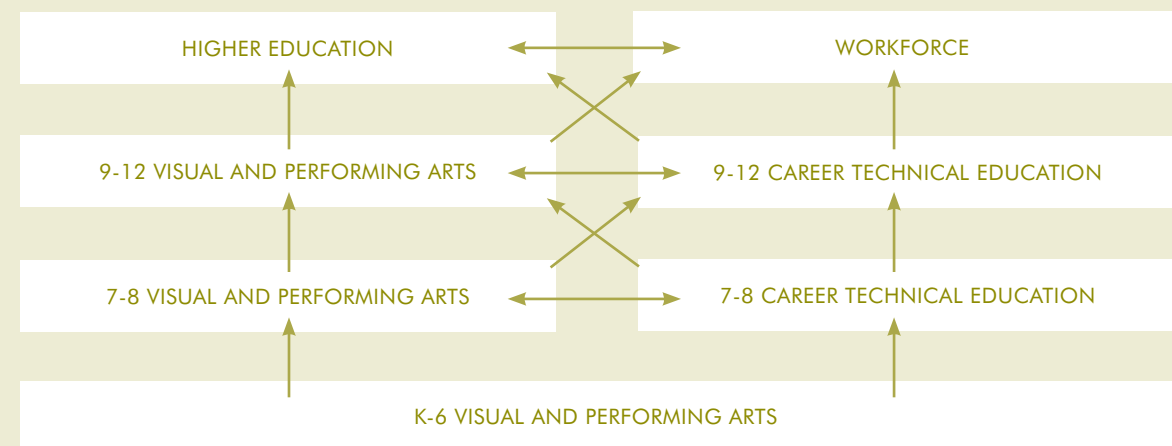 HIGHER EDUCATION
WORKFORCE
9-12 VISUAL AND PERFORMING ARTS
9-12 CAREER TECHNICAL EDUCATION
7-8 VISUAL AND PERFORMING ARTS
7-8 CAREER TECHNICAL EDUCATION
K-6 VISUAL AND PERFORMING ARTS